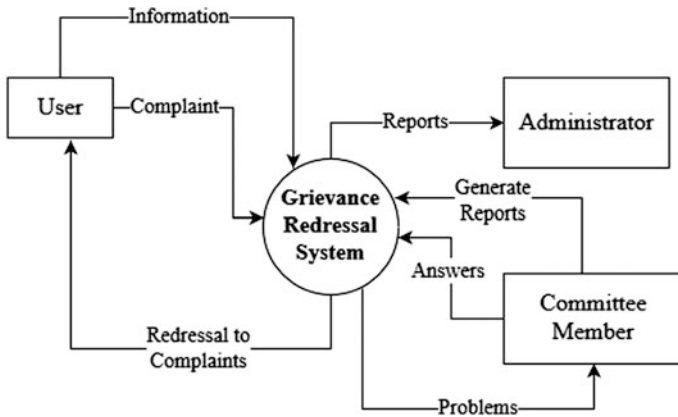 Information
User
Complaint
Reports
Administrator
Grievance
Redressal
System
Generate
Reports
Answers
Committee
Member
Redressal to
Complaints
Problems